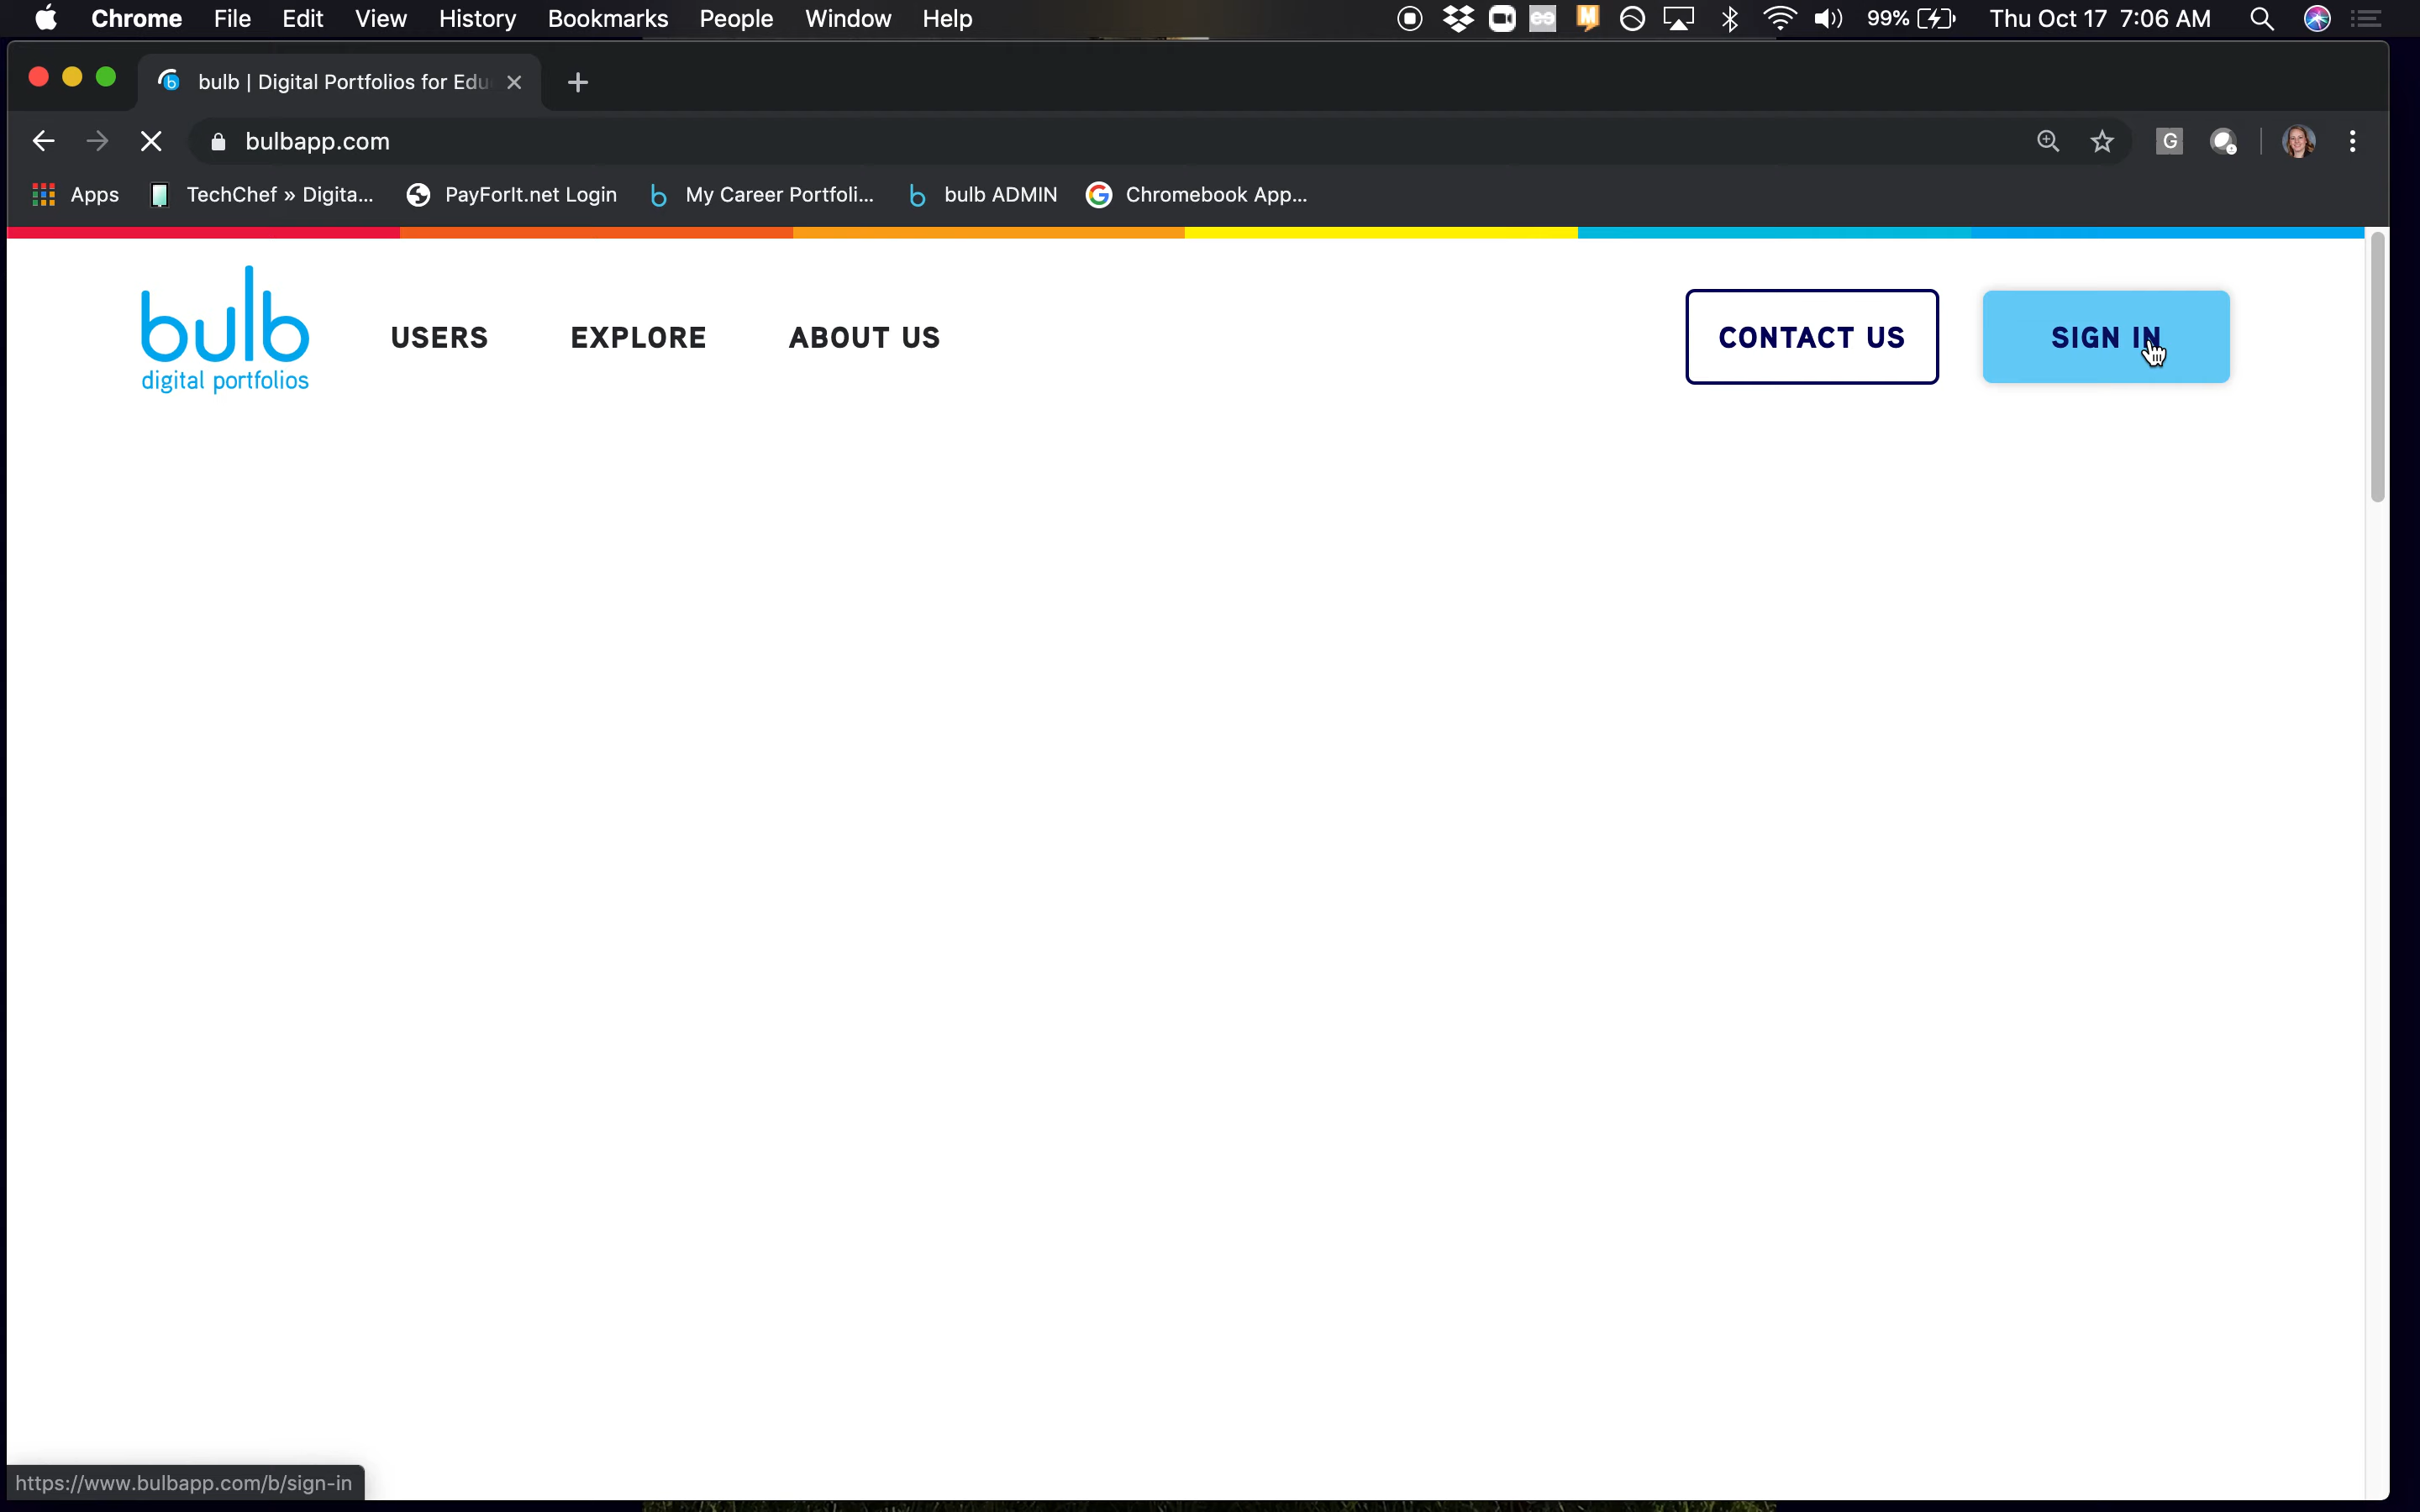 Chrome File Edit View History Bookmarks People Window Help 99% Thu Oct 17 7:06 AM
bulb | Digital Portfolios for Edu
bulbapp.com
Apps TechChef » Digita... PayForIt.net Login My Career Portfoli... bulb ADMIN Chromebook App...
bulb
digital portfolios
USERS EXPLORE ABOUT US CONTACT US SIGN IN
https://www.bulbapp.com/b/sign-in